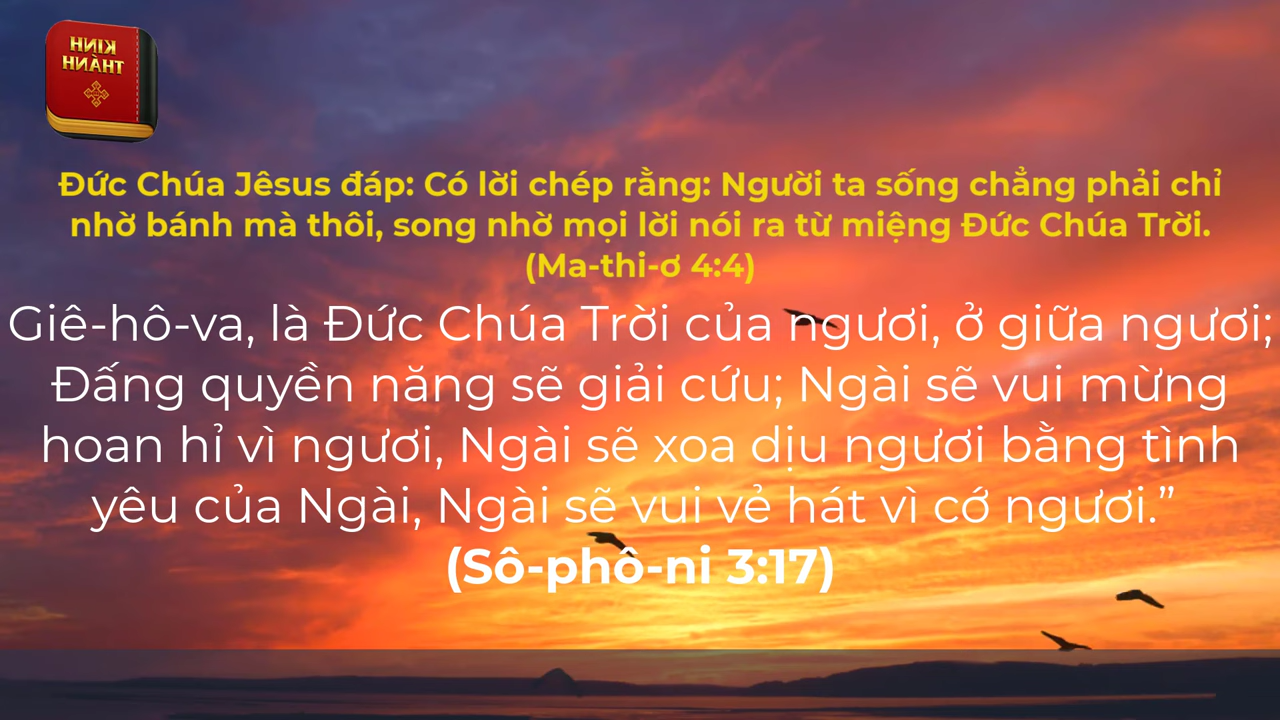 KINH
THÁNH
Đức Chúa Jêsus đáp: Có lời chép rằng: Người ta sống chẳng phải chỉ
nhờ bánh mà thôi, song nhờ mọi lời nói ra từ miệng Đức Chúa Trời.
(Ma-thi-ơ 4:4)
Giê-hô-va, là Đức Chúa Trời của ngươi, ở giữa ngươi;
Đấng quyền năng sẽ giải cứu; Ngài sẽ vui mừng
hoan hỉ vì ngươi, Ngài sẽ xoa dịu ngươi bằng tình
yêu của Ngài, Ngài sẽ vui vẻ hát vì cớ ngươi.”
(Sô-phô-ni 3:17)